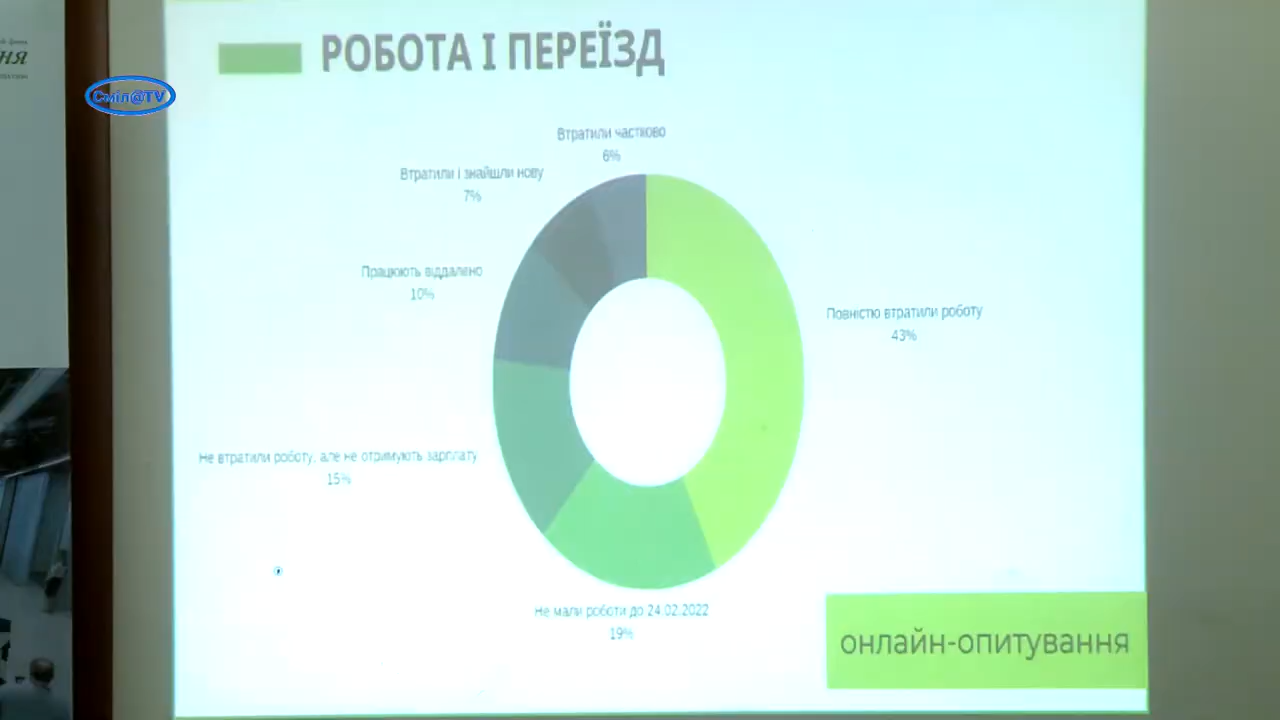 РОБОТА І ПЕРЕЇЗД
Сміл@TV
Втратили частково
6%
Втратили і знайшли нову
7%
Працюють віддалено
10%
Повністю втратили роботу
43%
Не втратили роботу, але не отримують зарплату
15%
Не мали роботи до 24.02.2022
19%
онлайн-опитування